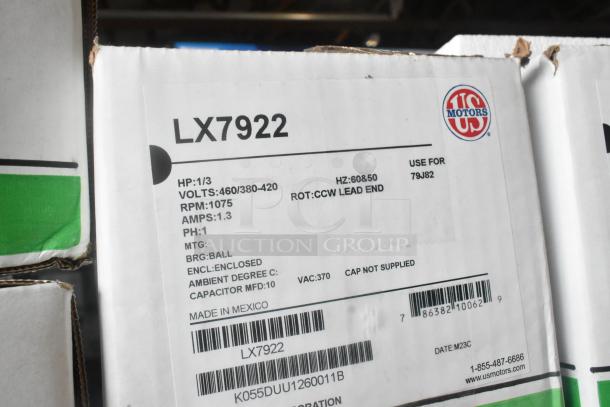 LX7922
US
MOTORS
HP:1/3
VOLTS:460/380-420
HZ:60&50
USE FOR
RPM:1075
ROT:CCW LEAD END
79J82
AMPS:1.3
PH:1
MTG:
BRG:BALL
ENCL:ENCLOSED
AMBIENT DEGREE C:
VAC:370
CAP NOT SUPPLIED
CAPACITOR MFD:10
MADE IN MEXICO
7 86382 10062 9
LX7922
DATE:M23C
K055DUU1260011B
1-855-487-6686
www.usmotors.com
PCI
AUCTION GROUP